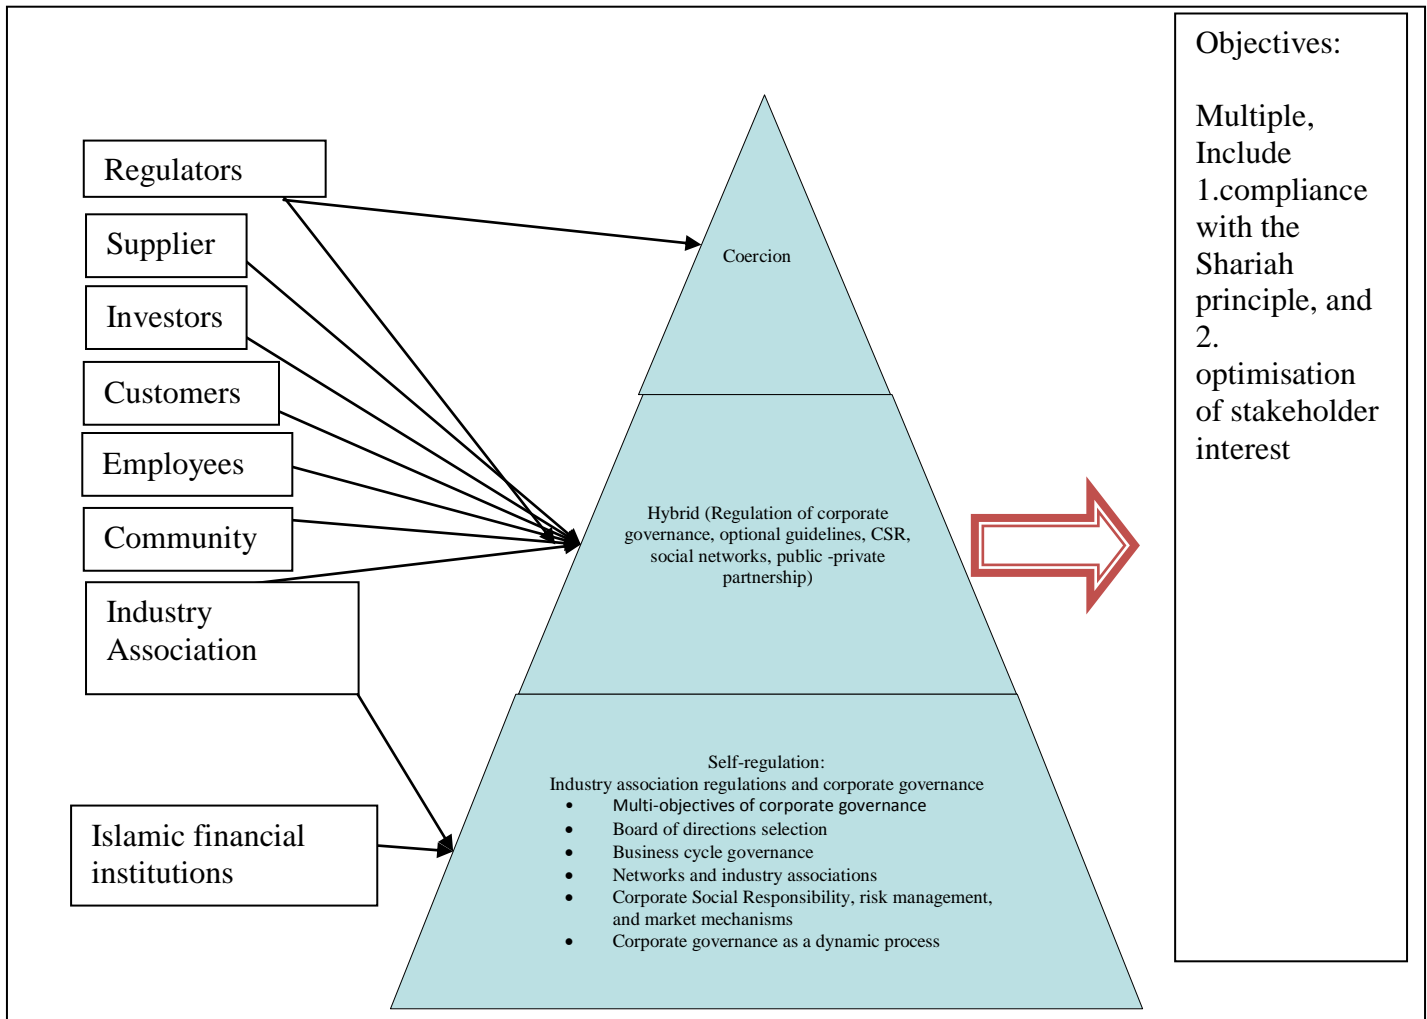 Regulators
Supplier
Investors
Customers
Employees
Community
Industry
Association
Islamic financial
institutions
Coercion
Hybrid (Regulation of corporate
governance, optional guidelines, CSR,
social networks, public -private
partnership)
Self-regulation:
Industry association regulations and corporate governance
• Multi-objectives of corporate governance
• Board of directions selection
• Business cycle governance
• Networks and industry associations
• Corporate Social Responsibility, risk management,
and market mechanisms
• Corporate governance as a dynamic process
Objectives:
Multiple,
Include
1.compliance
with the
Shariah
principle, and
2.
optimisation
of stakeholder
interest